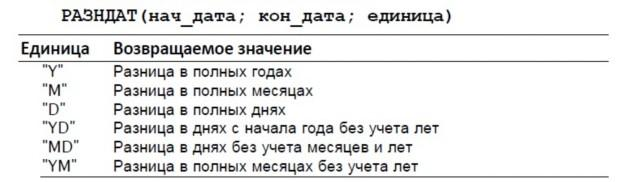 РАЗНДАТ(нач_дата; кон_дата; единица)
Единица Возвращаемое значение
"Y" Разница в полных годах
"M" Разница в полных месяцах
"D" Разница в полных днях
"YD" Разница в днях с начала года без учета лет
"MD" Разница в днях без учета месяцев и лет
"YM" Разница в полных месяцах без учета лет